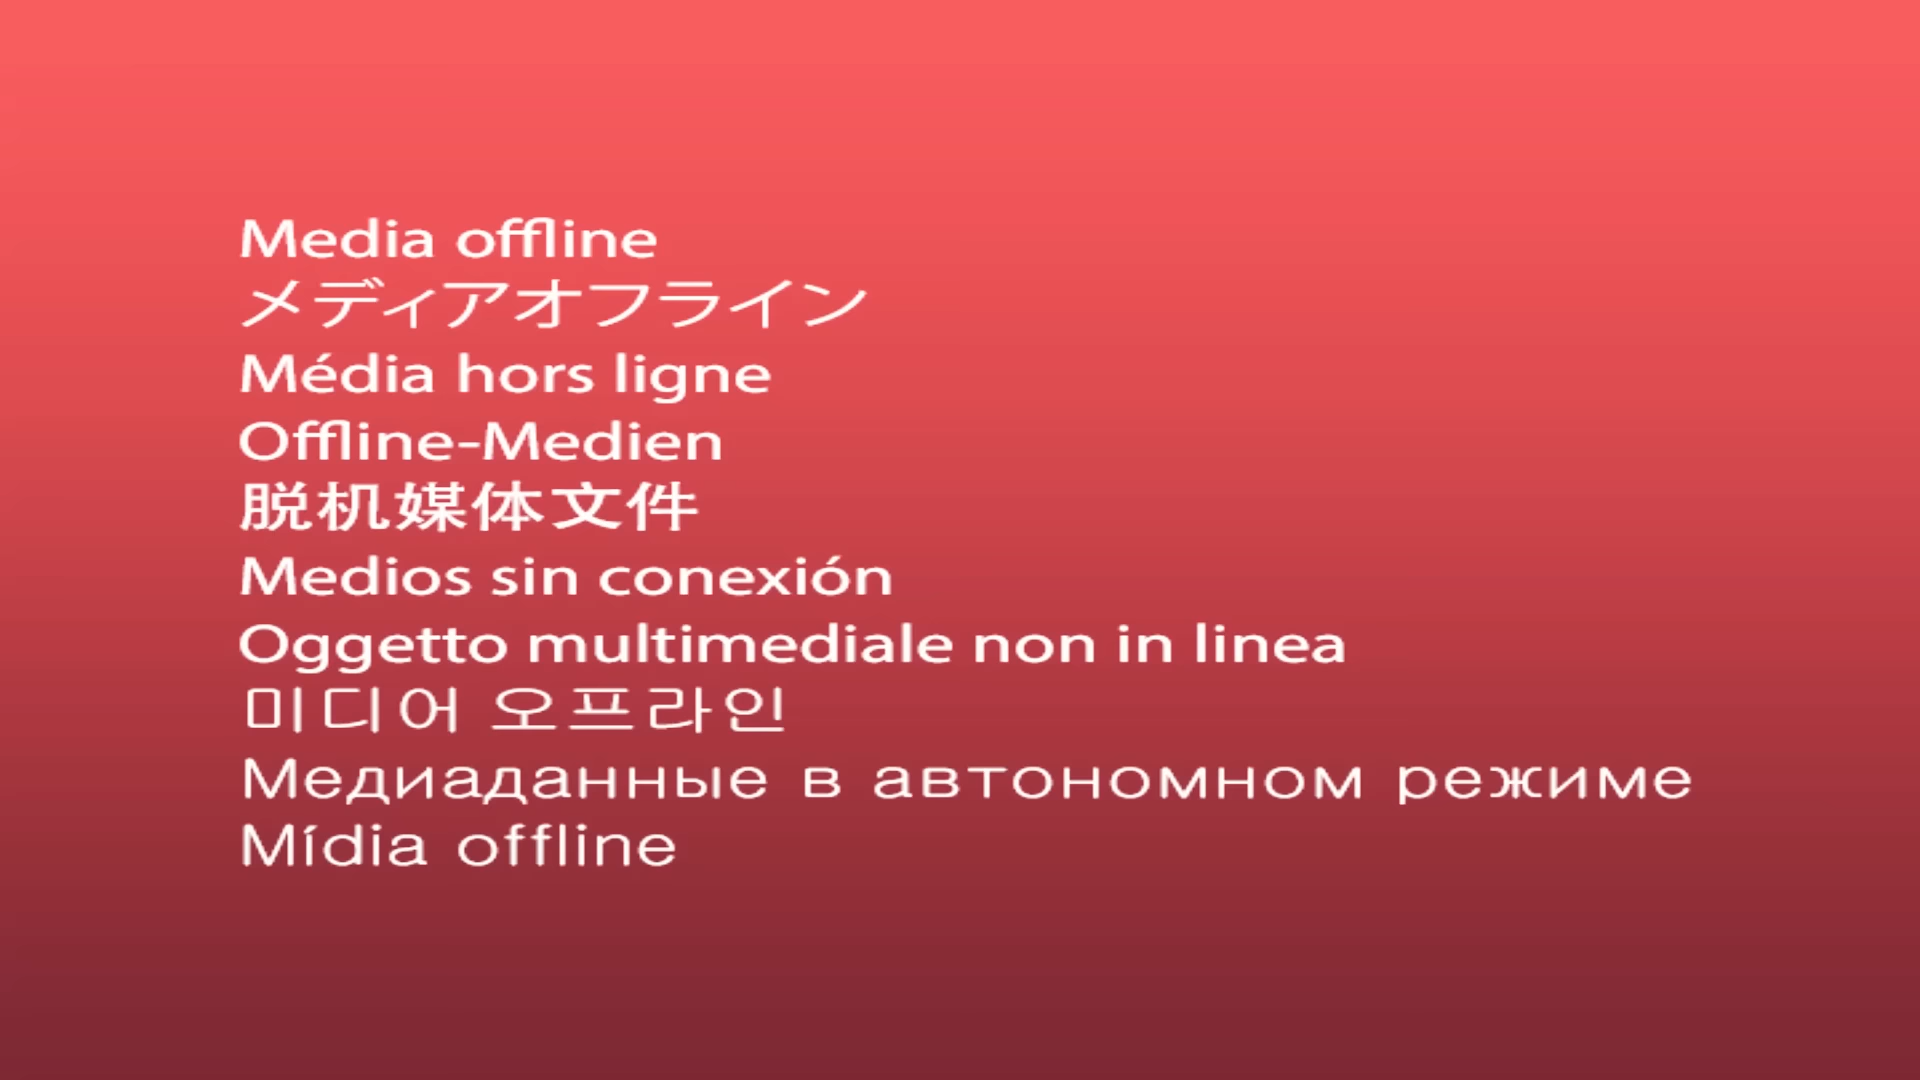 Media offline
メディアオフライン
Média hors ligne
Offline-Medien
脱机媒体文件
Medios sin conexión
Oggetto multimediale non in linea
미디어 오프라인
Медиаданные в автономном режиме
Mídia offline